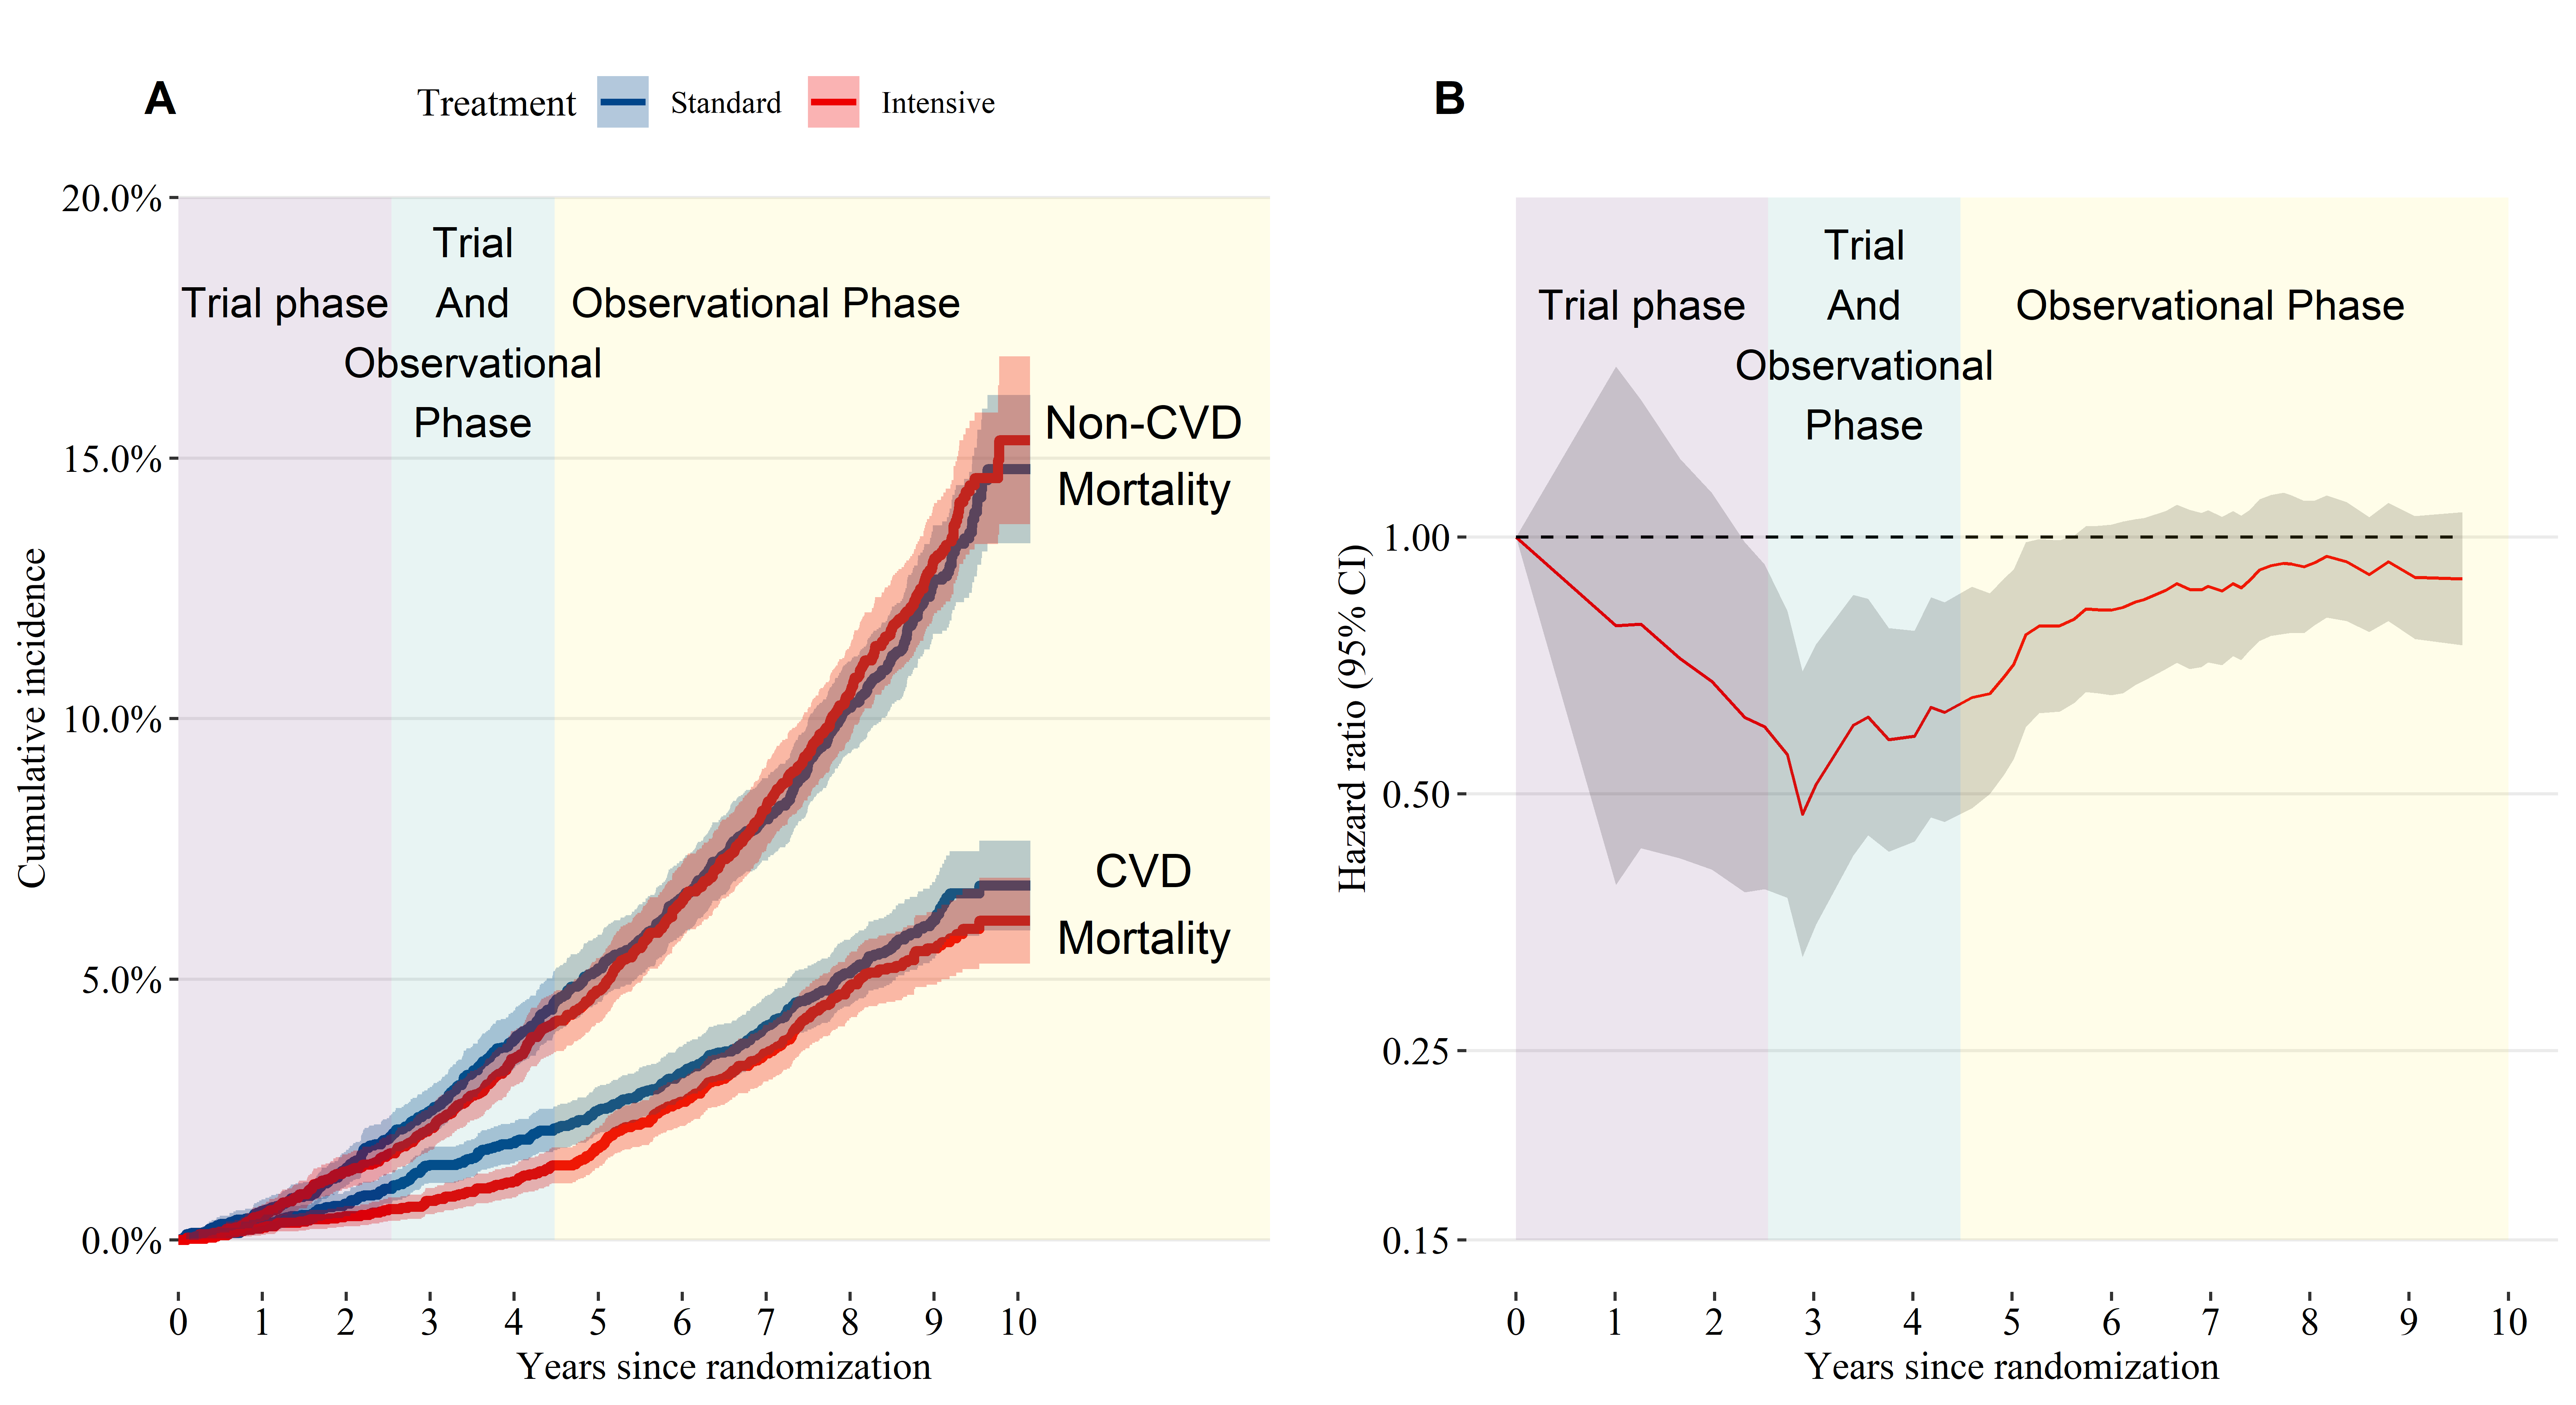 A
Treatment Standard Intensive
20.0%
15.0%
10.0%
5.0%
0.0%
Cumulative incidence
Trial phase
Trial
And
Observational
Phase
Observational Phase
Non-CVD
Mortality
CVD
Mortality
0 1 2 3 4 5 6 7 8 9 10
Years since randomization
B
1.00
0.50
0.25
0.15
Hazard ratio (95% CI)
Trial phase
Trial
And
Observational
Phase
Observational Phase
0 1 2 3 4 5 6 7 8 9 10
Years since randomization